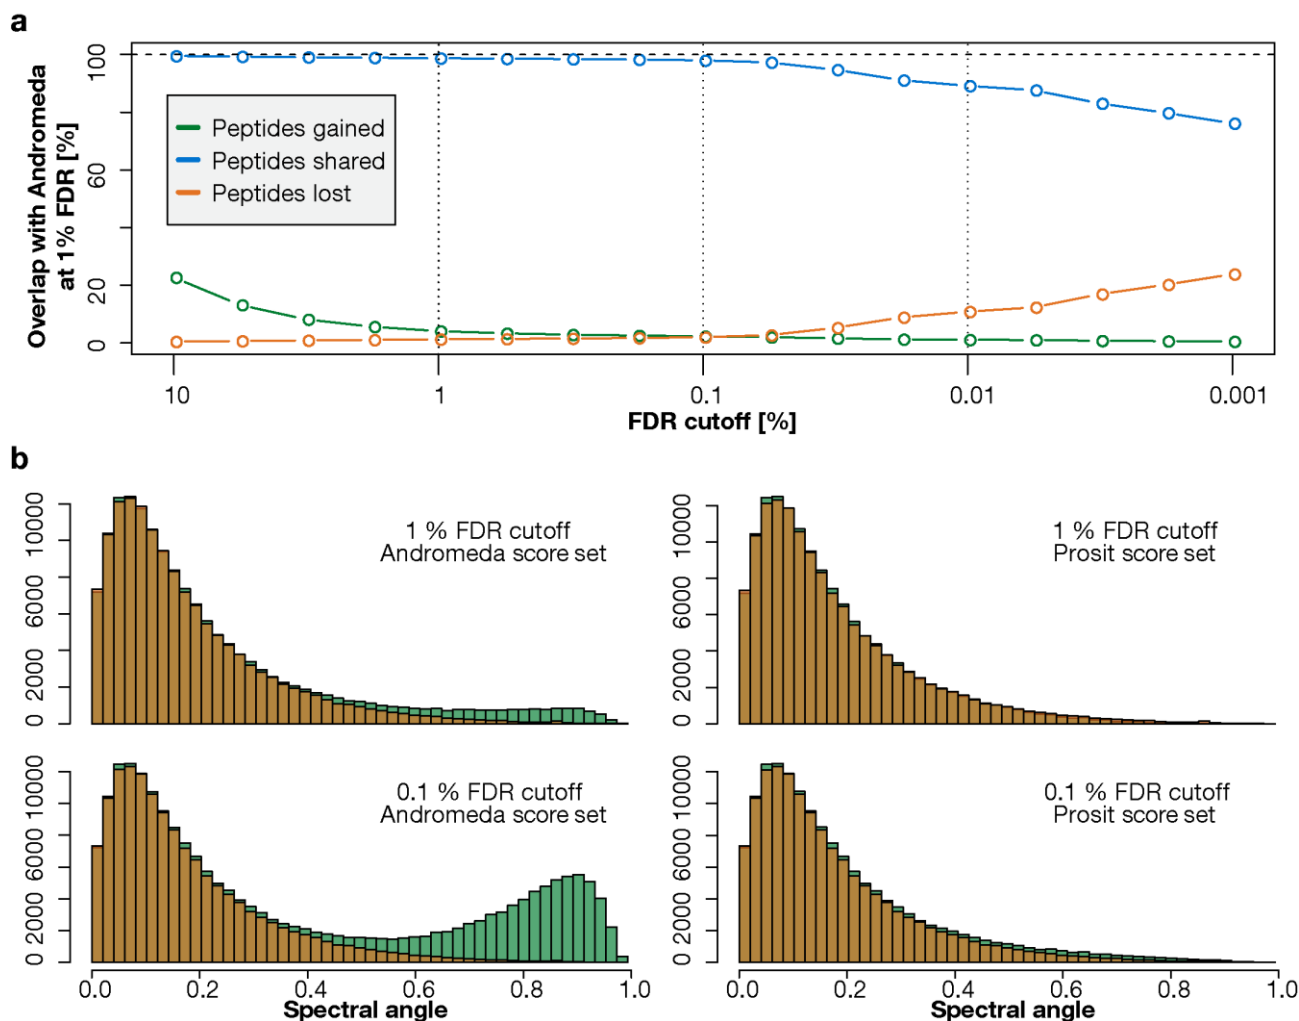 a
Overlap with Andromeda
at 1% FDR [%]
100
60
20
0
Peptides gained
Peptides shared
Peptides lost
10
1
0.1
0.01
0.001
FDR cutoff [%]
b
10000
6000
2000
0
1 % FDR cutoff
Andromeda score set
10000
6000
2000
0
1 % FDR cutoff
Prosit score set
10000
6000
2000
0
0.1 % FDR cutoff
Andromeda score set
0.0
0.2
0.4
0.6
0.8
1.0
Spectral angle
10000
6000
2000
0
0.1 % FDR cutoff
Prosit score set
0.0
0.2
0.4
0.6
0.8
1.0
Spectral angle